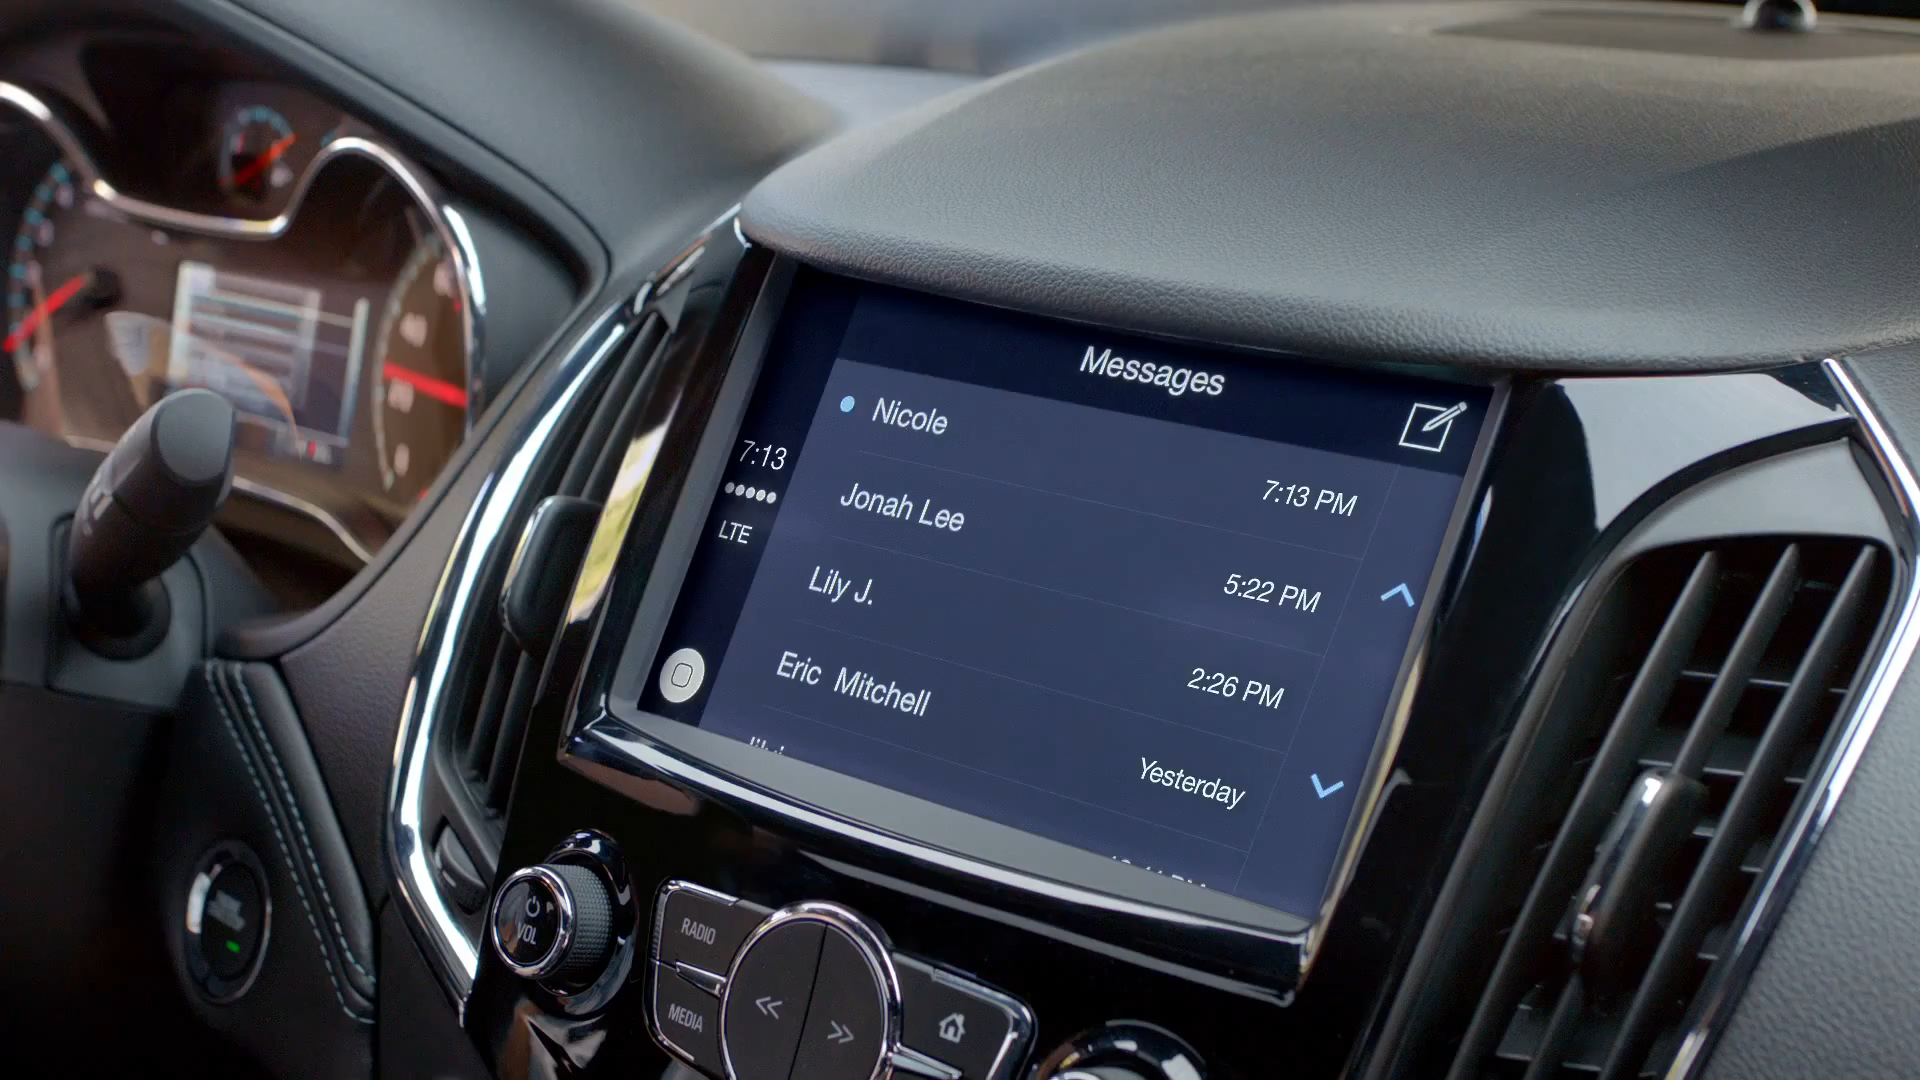 Messages
Nicole
7:13 PM
Jonah Lee
5:22 PM
Lily J.
2:26 PM
Eric Mitchell
Yesterday
7:13
LTE
VOL
RADIO
MEDIA